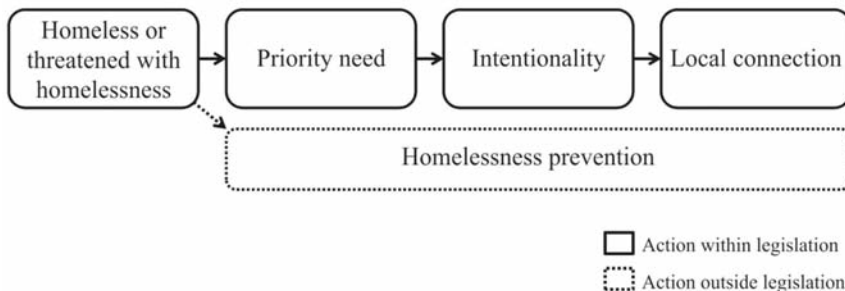 Homeless or
threatened with
homelessness
Priority need
Intentionality
Local connection
Homelessness prevention
Action within legislation
Action outside legislation